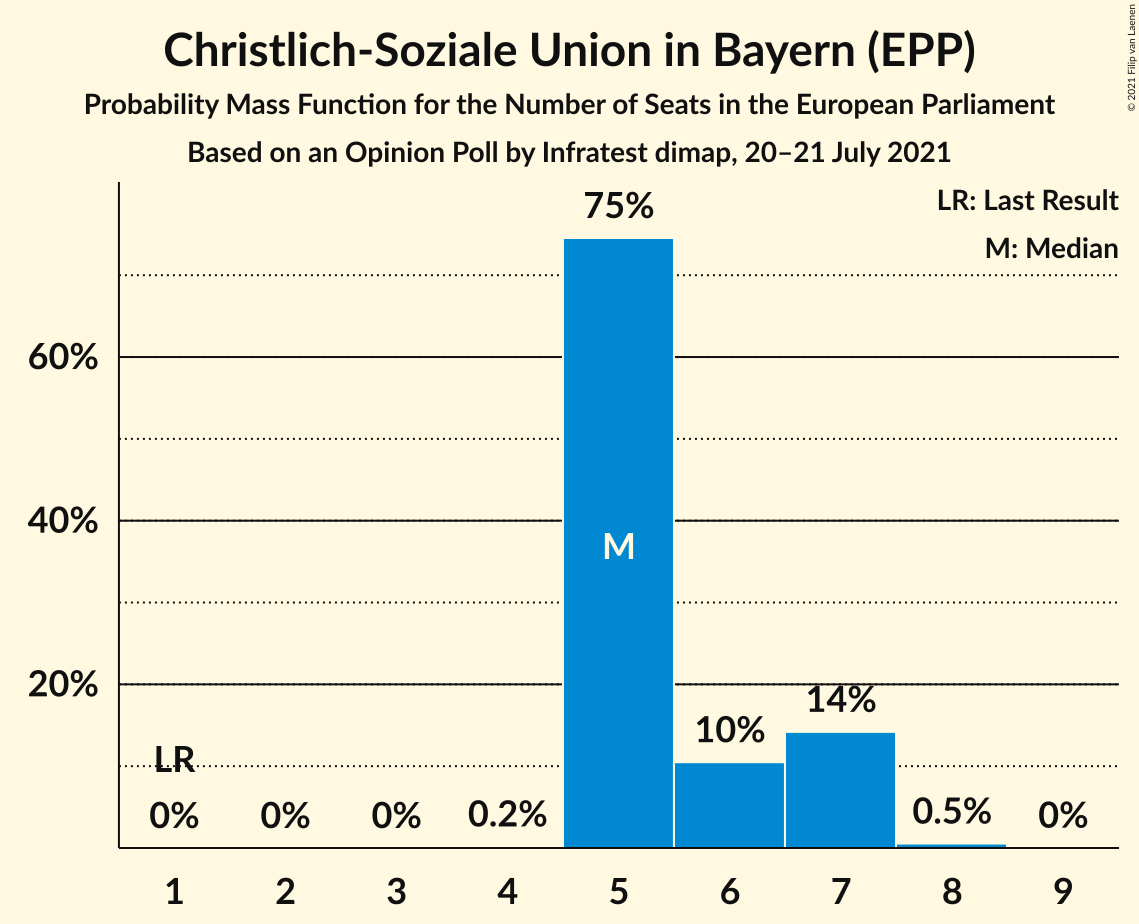 Christlich-Soziale Union in Bayern (EPP)
Probability Mass Function for the Number of Seats in the European Parliament
Based on an Opinion Poll by Infratest dimap, 20–21 July 2021
© 2021 Filip van Laenen
LR: Last Result
M: Median
75%
60%
40%
M
20%
14%
10%
LR
0%
0%
0%
0.2%
0.5%
0%
1 2 3 4 5 6 7 8 9